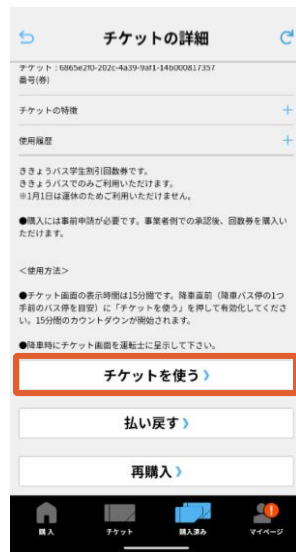 チケットの詳細
チケット : 6865e2f0-202c-4a39-9af1-14b000817357
番号(券)
チケットの特徴
使用履歴
ききょうバス学生割引回数券です。
ききょうバスでのみご利用いただけます。
※1月1日は運休のためご利用いただけません。
●購入には事前申請が必要です。事業者側での承認後、回数券を購入い
ただけます。
＜使用方法＞
●チケット画面の表示時間は15分間です。降車直前（降車バス停の1つ
手前のバス停を目安）に「チケットを使う」を押して有効化してくださ
い。15分間のカウントダウンが開始されます。
●降車時にチケット画面を運転士に呈示して下さい。
チケットを使う
払い戻す
再購入
購入
チケット
購入済み
マイページ